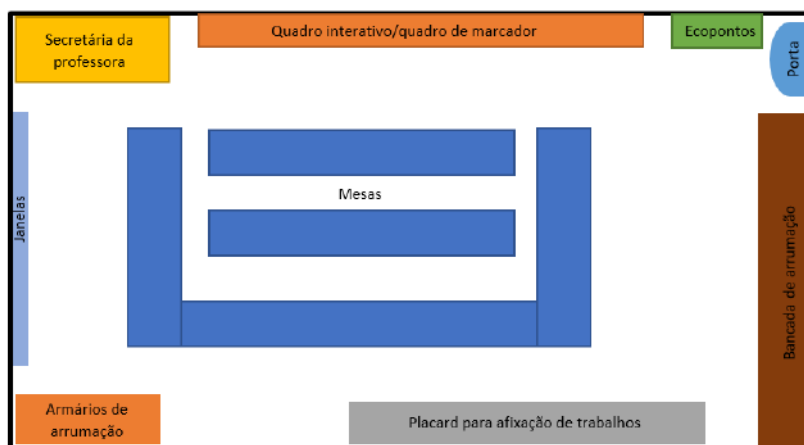 Secretária da
professora
Quadro interativo/quadro de marcador
Ecopontos
Porta
Janelas
Mesas
Bancada de arrumação
Armários de
arrumação
Placard para afixação de trabalhos